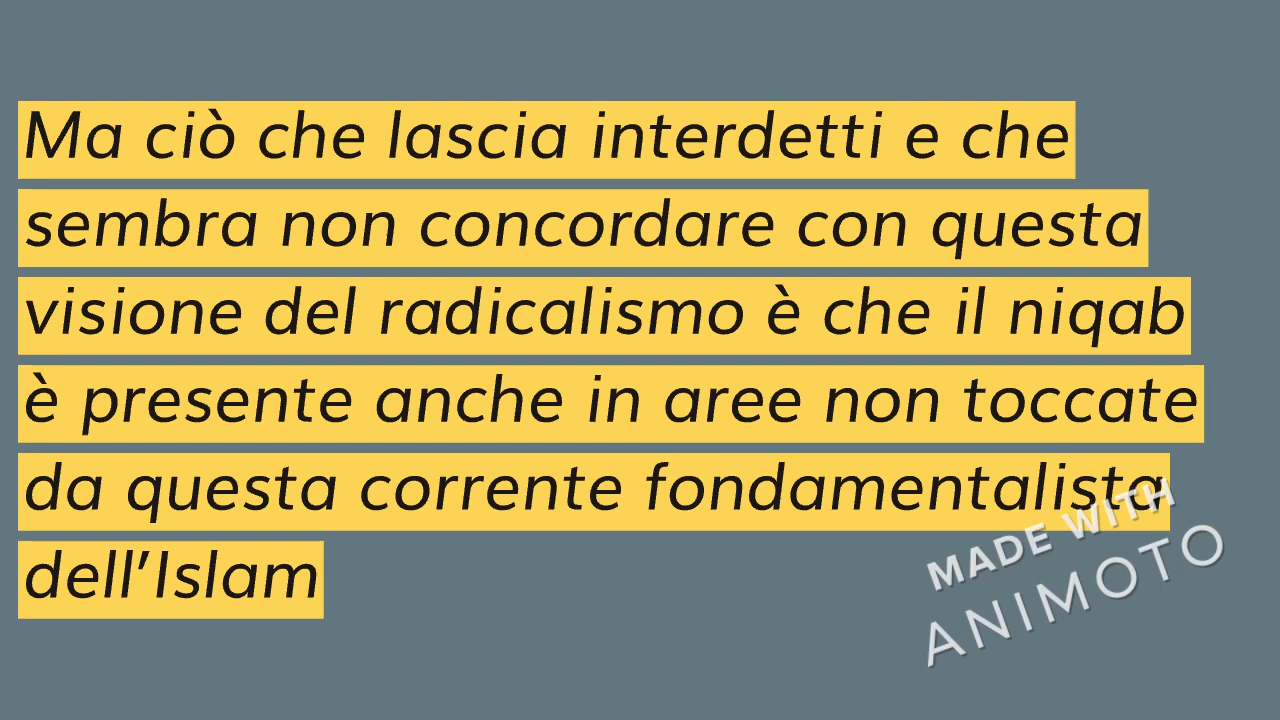 Ma ciò che lascia interdetti e che
sembra non concordare con questa
visione del radicalismo è che il niqab
è presente anche in aree non toccate
da questa corrente fondamentalista
dell’Islam
MADE WITH
ANIMOTO